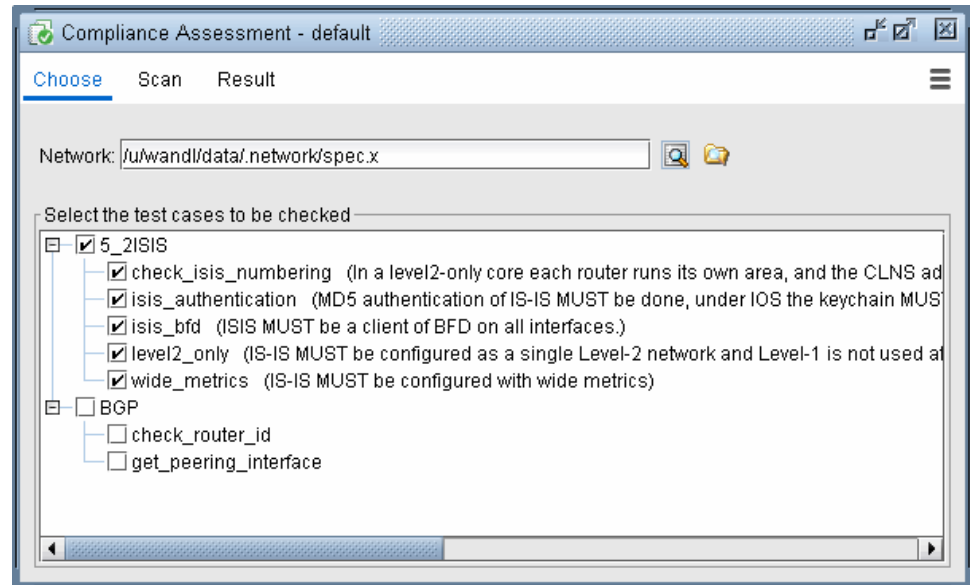 Compliance Assessment - default
Choose Scan Result
Network: /u/wandl/data/.network/spec.x
Select the test cases to be checked
5_2ISIS
check_isis_numbering (In a level2-only core each router runs its own area, and the CLNS ad
isis_authentication (MD5 authentication of IS-IS MUST be done, under IOS the keychain MUS
isis_bfd (ISIS MUST be a client of BFD on all interfaces.)
level2_only (IS-IS MUST be configured as a single Level-2 network and Level-1 is not used at
wide_metrics (IS-IS MUST be configured with wide metrics)
BGP
check_router_id
get_peering_interface